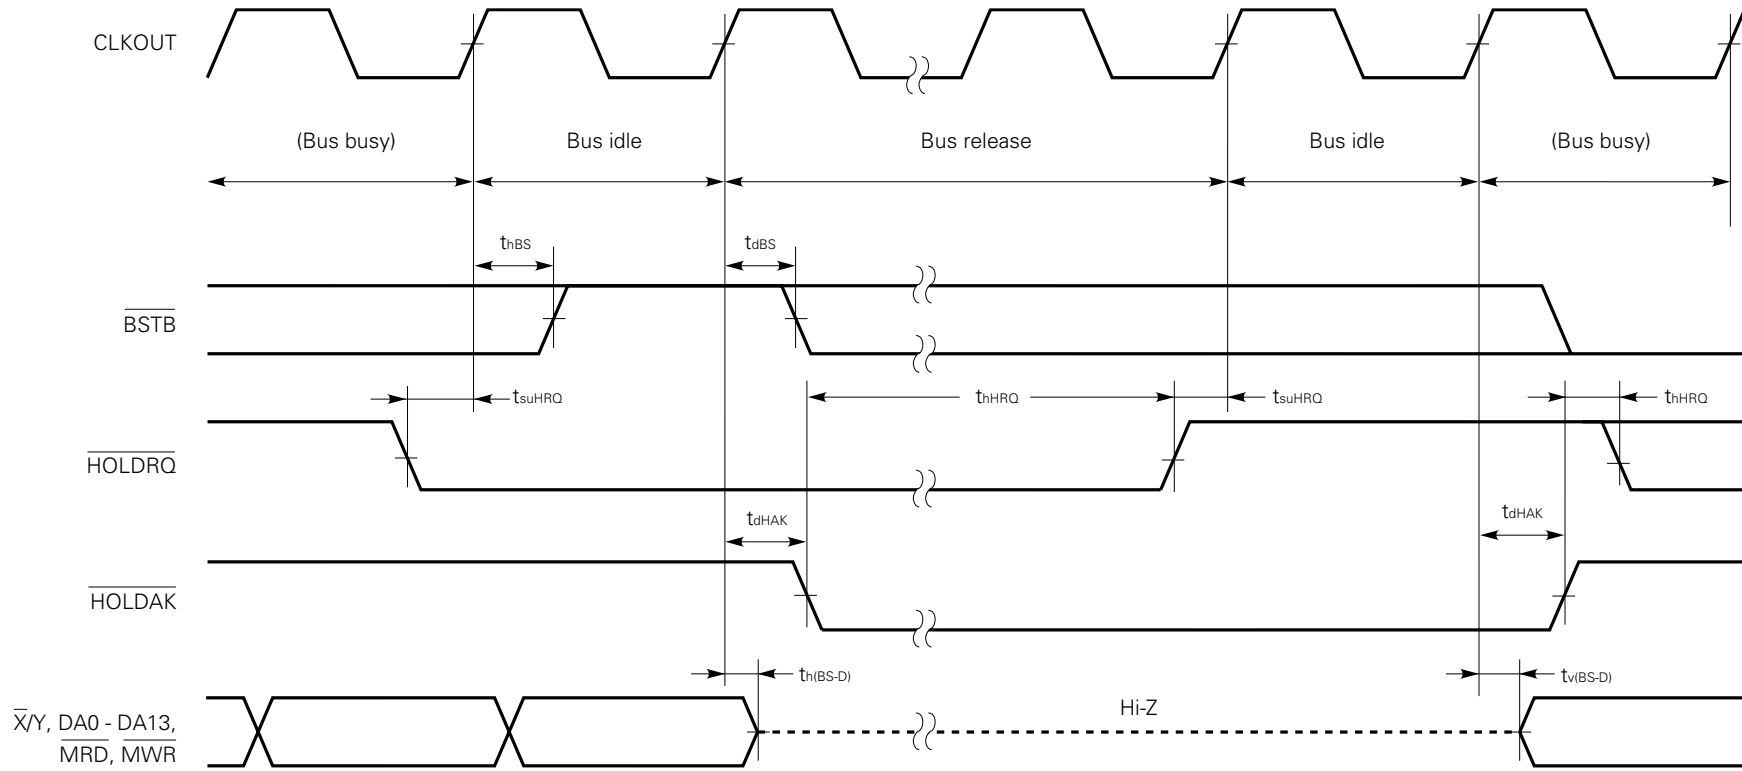 CLKOUT
(Bus busy)
Bus idle
Bus release
Bus idle
(Bus busy)
thBS
tdBS
BSTB
tsuHRQ
thHRQ
tsuHRQ
thHRQ
HOLDRQ
tdHAK
tdHAK
HOLDAK
th(BS-D)
tv(BS-D)
Hi-Z
X/Y, DA0 - DA13,
MRD, MWR